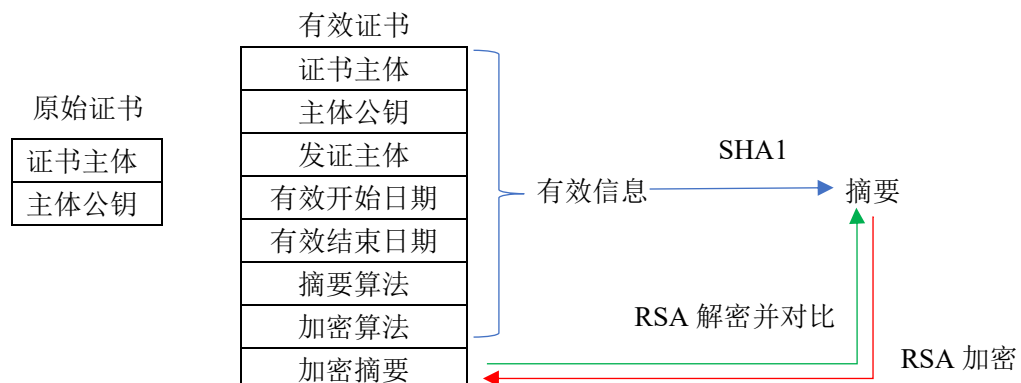 有效证书
证书主体
主体公钥
发证主体
有效开始日期
有效结束日期
摘要算法
加密算法
加密摘要
原始证书
证书主体
主体公钥
有效信息
SHA1
摘要
RSA 解密并对比
RSA 加密